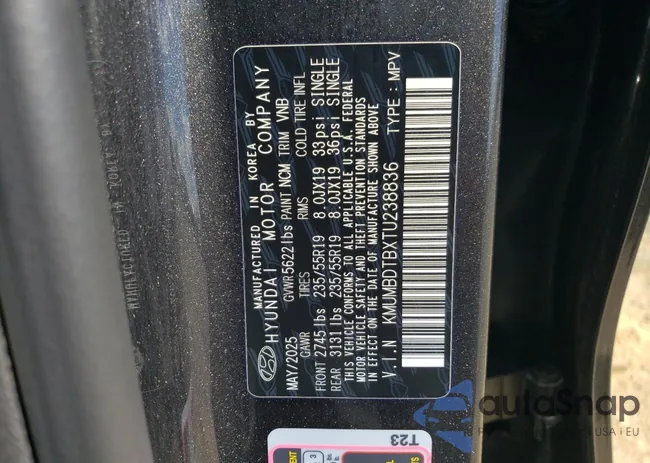 MANUFACTURED IN KOREA BY
HYUNDAI MOTOR COMPANY
MAY/2025 GVWR 5622 lbs PAINT NCM TRIM VNB
GAWR TIRES RIMS COLD TIRE INFL
FRONT 2745 lbs 235/55R19 8.0JX19 33psi SINGLE
REAR 3131 lbs 235/55R19 8.0JX19 36psi SINGLE
THIS VEHICLE CONFORMS TO ALL APPLICABLE U.S.A. FEDERAL
MOTOR VEHICLE SAFETY AND THEFT PREVENTION STANDARDS
IN EFFECT ON THE DATE OF MANUFACTURE SHOWN ABOVE
V.I.N KMUMBDTBXTU238836 TYPE : MPV
T23
3
autoSnap
USA i EU